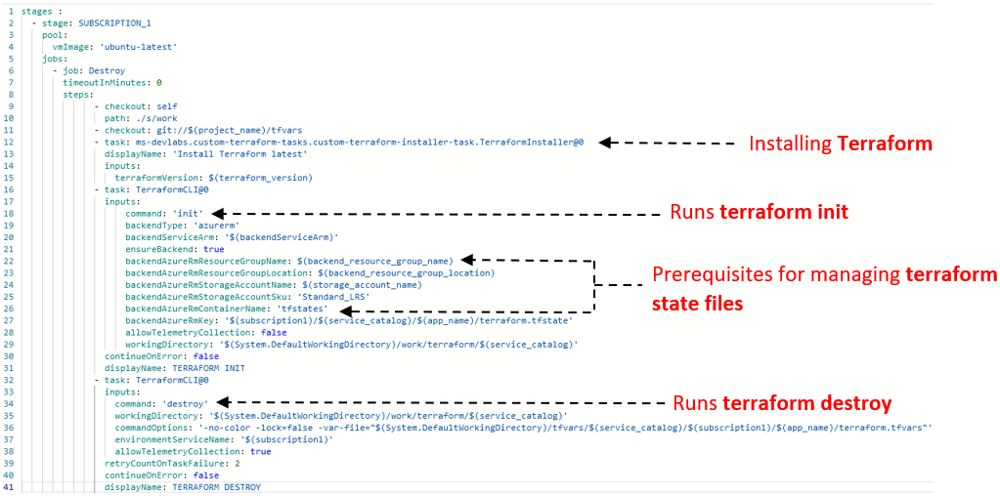 1 stages :
2 - stage: SUBSCRIPTION_1
3 pool:
4 vmImage: 'ubuntu-latest'
5 jobs:
6 - job: Destroy
7 timeoutInMinutes: 0
8 steps:
9 - checkout: self
10 path: ./s/work
11 - checkout: git://$(project_name)/tfvars
12 - task: ms-devlabs.custom-terraform-tasks.custom-terraform-installer-task.TerraformInstaller@0
Installing Terraform
13 displayName: 'Install Terraform latest'
14 inputs:
15 terraformVersion: $(terraform_version)
16 - task: TerraformCLI@0
17 inputs:
18 command: 'init'
Runs terraform init
19 backendType: 'azurerm'
20 backendServiceArm: '$(backendServiceArm)'
21 ensureBackend: true
22 backendAzureRmResourceGroupName: $(backend_resource_group_name)
23 backendAzureRmResourceGroupLocation: $(backend_resource_group_location)
24 backendAzureRmStorageAccountName: $(storage_account_name)
25 backendAzureRmStorageAccountSku: 'Standard_LRS'
26 backendAzureRmContainerName: 'tfstates'
27 backendAzureRmKey: '$(subscription1)/$(service_catalog)/$(app_name)/terraform.tfstate'
Prerequisites for managing terraform
state files
28 allowTelemetryCollection: false
29 workingDirectory: '$(System.DefaultWorkingDirectory)/work/terraform/$(service_catalog)'
30 continueOnError: false
31 displayName: TERRAFORM INIT
32 - task: TerraformCLI@0
33 inputs:
34 command: 'destroy'
Runs terraform destroy
35 workingDirectory: '$(System.DefaultWorkingDirectory)/work/terraform/$(service_catalog)'
36 commandOptions: '-no-color -lock=false -var-file="$(System.DefaultWorkingDirectory)/tfvars/$(service_catalog)/$(subscription1)/$(app_name)/terraform.tfvars"'
37 environmentServiceName: '$(subscription1)'
38 allowTelemetryCollection: true
39 retryCountOnTaskFailure: 2
40 continueOnError: false
41 displayName: TERRAFORM DESTROY